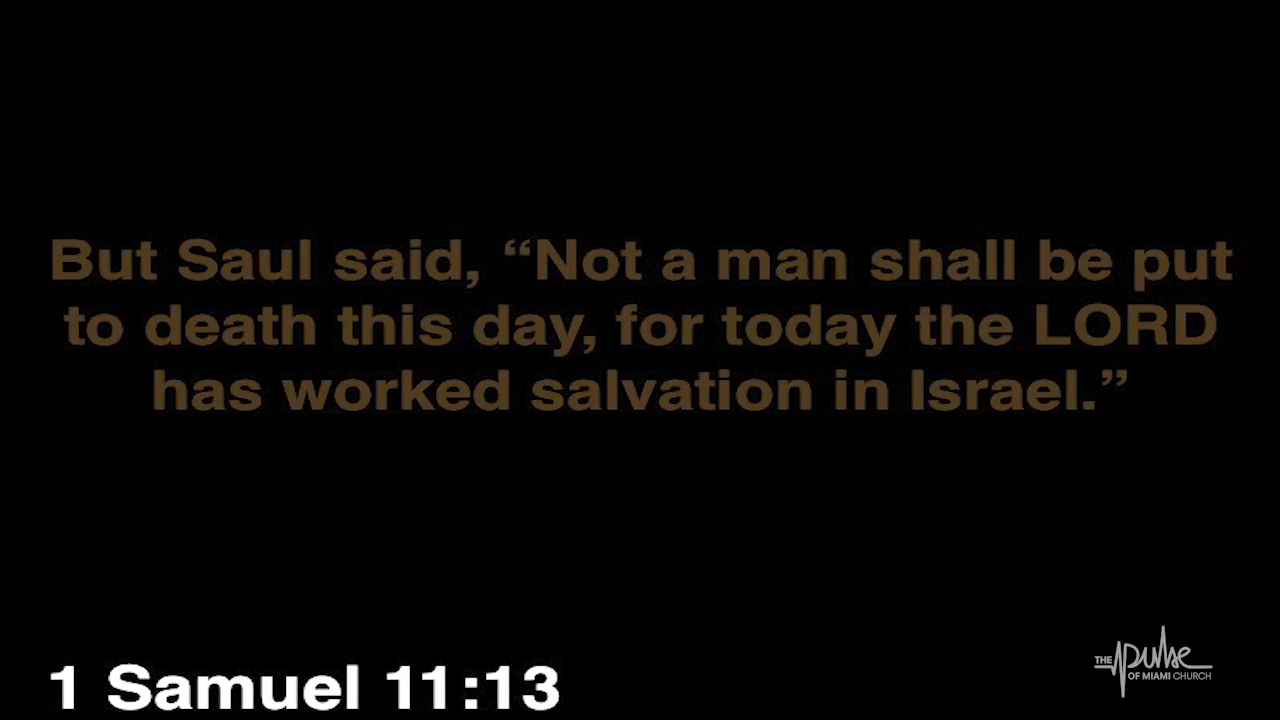 But Saul said, “Not a man shall be put
to death this day, for today the LORD
has worked salvation in Israel.”
1 Samuel 11:13
THE pulse
OF MIAMI CHURCH